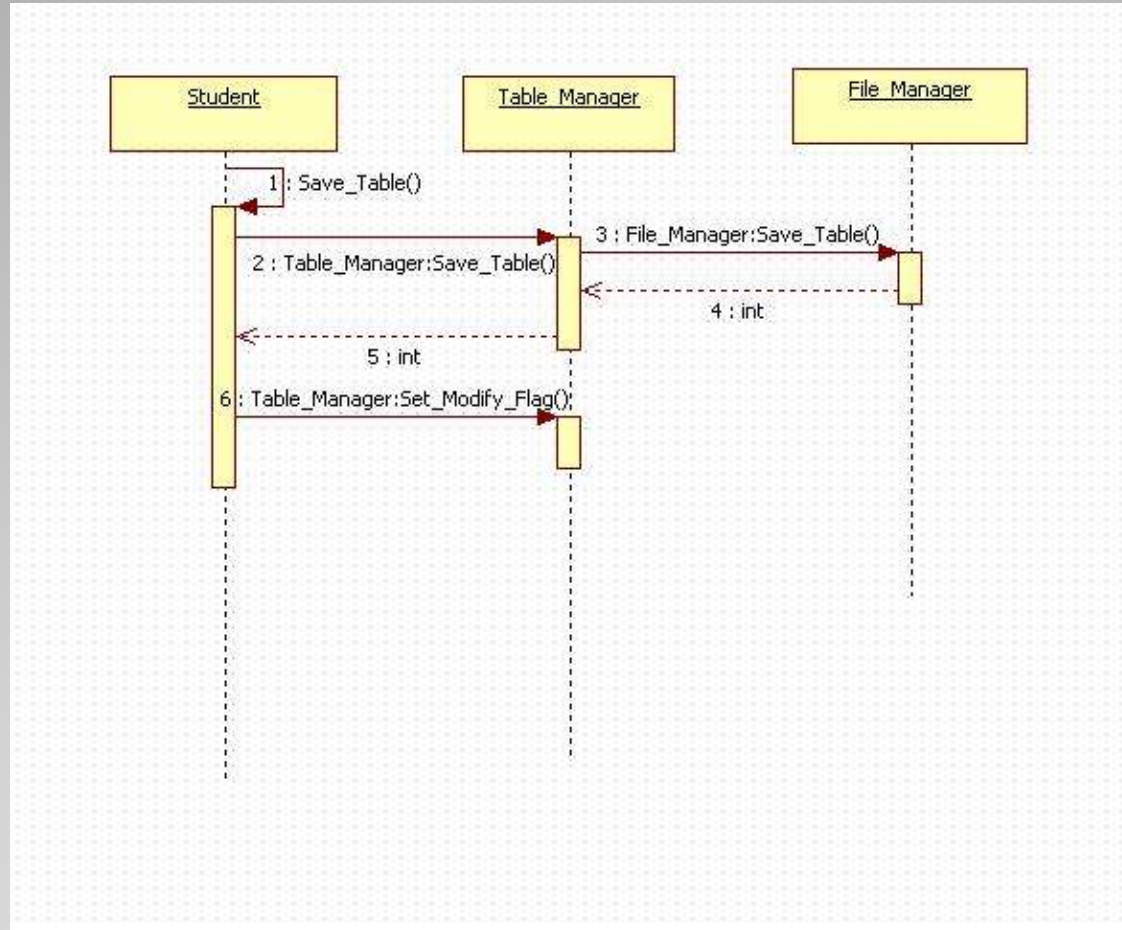 Student
Table_Manager
File_Manager
1 : Save_Table()
2 : Table_Manager:Save_Table()
3 : File_Manager:Save_Table()
4 : int
5 : int
6 : Table_Manager:Set_Modify_Flag()